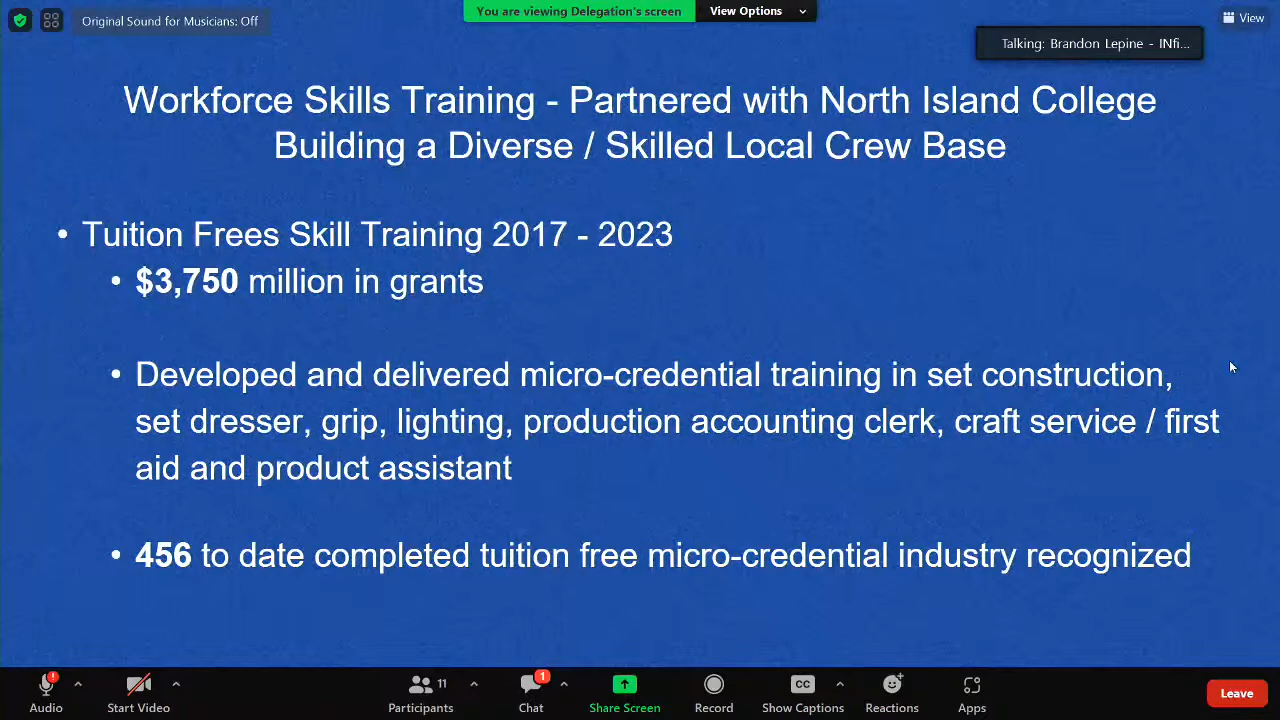 Original Sound for Musicians: Off
You are viewing Delegation's screen
View Options
View
Talking: Brandon Lepine - INfi...
Workforce Skills Training - Partnered with North Island College
Building a Diverse / Skilled Local Crew Base
• Tuition Frees Skill Training 2017 - 2023
• $3,750 million in grants
• Developed and delivered micro-credential training in set construction,
set dresser, grip, lighting, production accounting clerk, craft service / first
aid and product assistant
• 456 to date completed tuition free micro-credential industry recognized
Audio
Start Video
11
Participants
1
Chat
Share Screen
Record
CC
Show Captions
Reactions
Apps
Leave